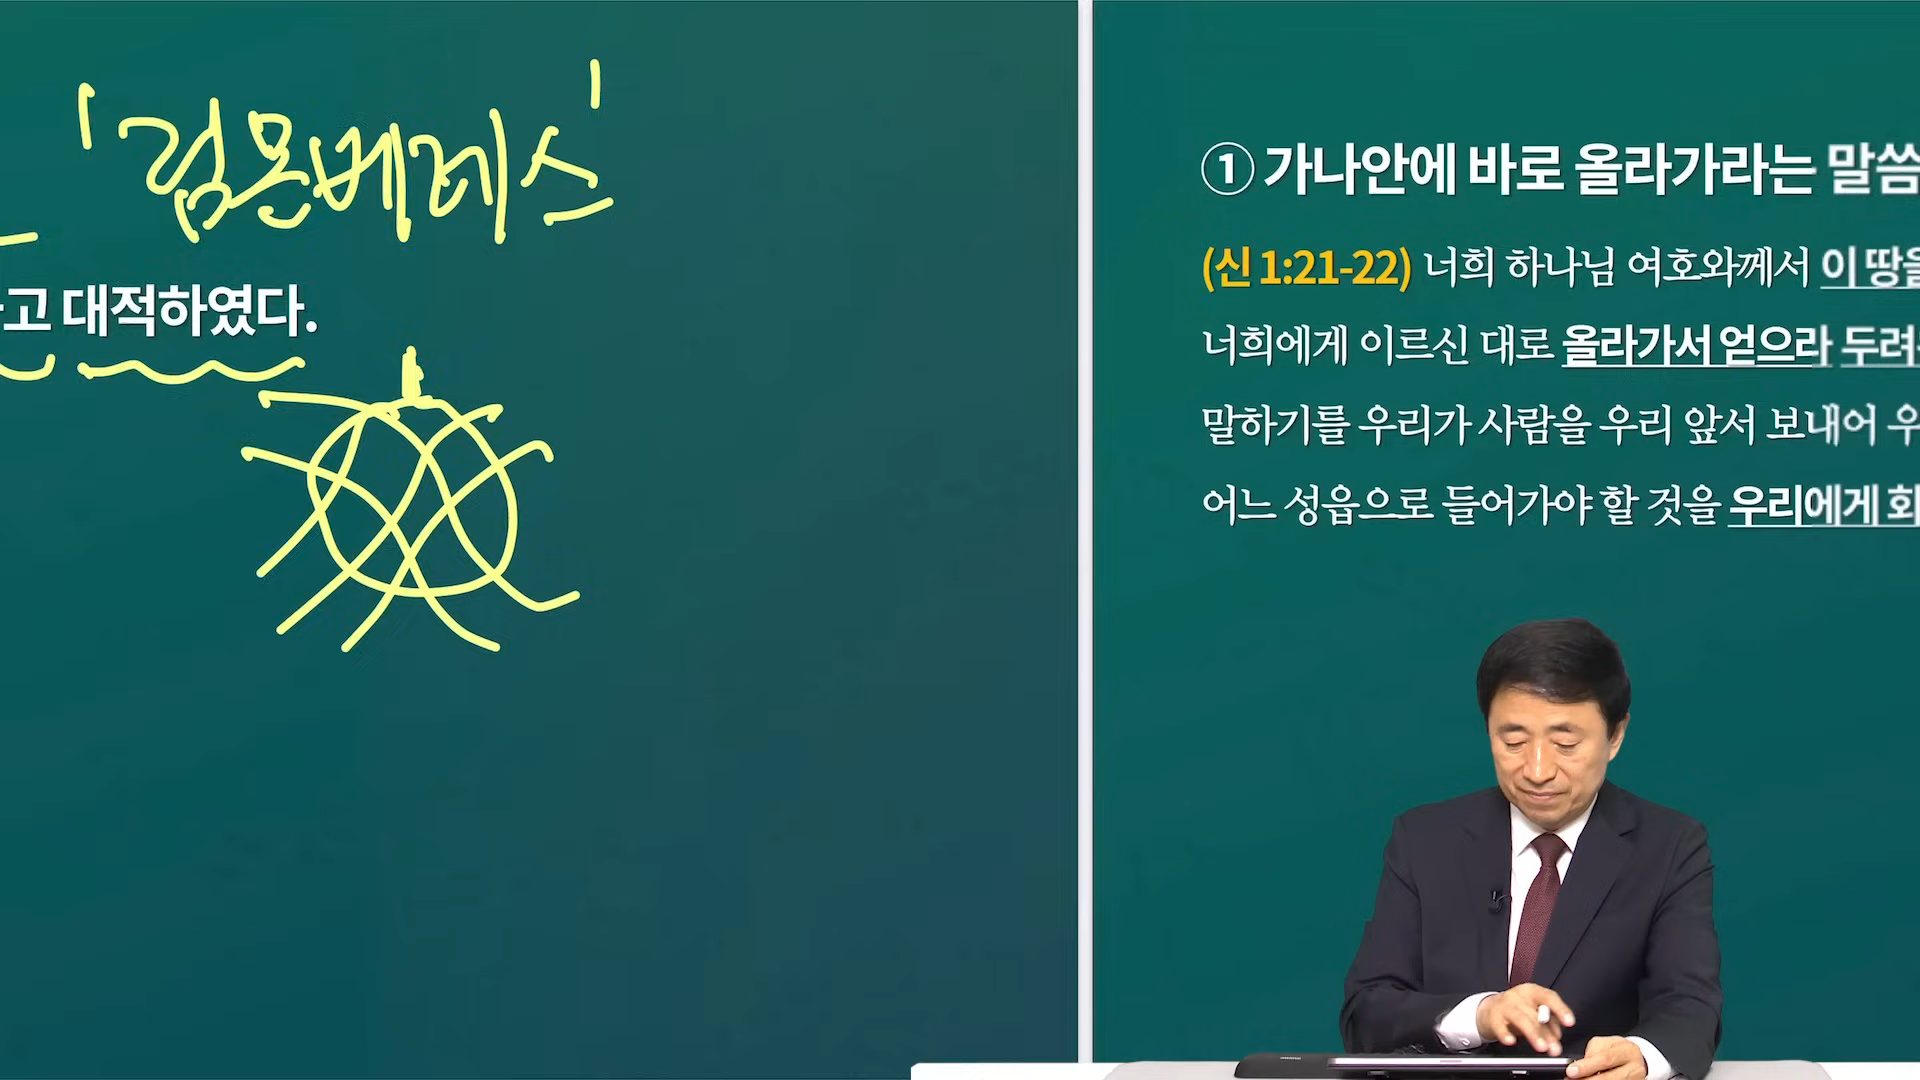 '림몬베레스'
고 대적하였다.
① 가나안에 바로 올라가라는 말씀
(신 1:21-22) 너희 하나님 여호와께서 이 땅을
너희에게 이르신 대로 올라가서 얻으라 두려
말하기를 우리가 사람을 우리 앞서 보내어 우
어느 성읍으로 들어가야 할 것을 우리에게 회